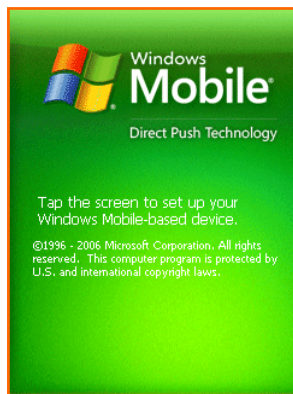 Windows
Mobile®
Direct Push Technology
Tap the screen to set up your
Windows Mobile-based device.
©1996 - 2006 Microsoft Corporation. All rights
reserved.  This computer program is protected by
U.S. and international copyright laws.